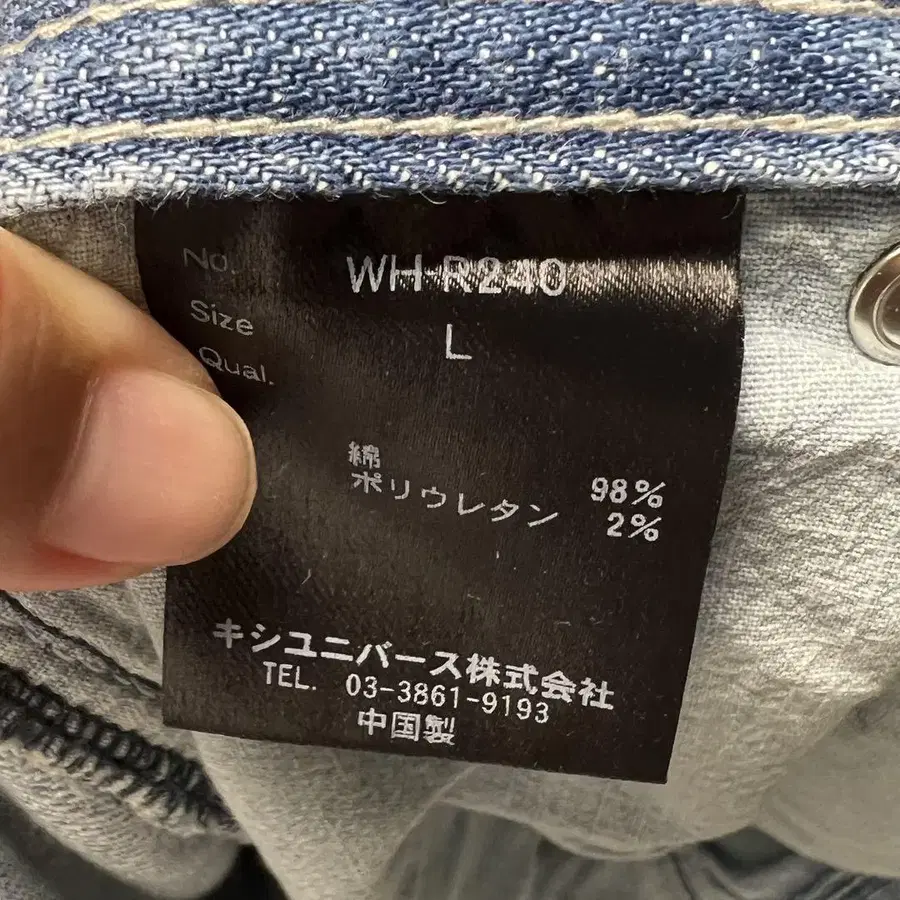 No. WH-R240
Size L
Qual.
綿 98%
ポリウレタン 2%
キシユニバース株式会社
TEL. 03-3861-9193
中国製